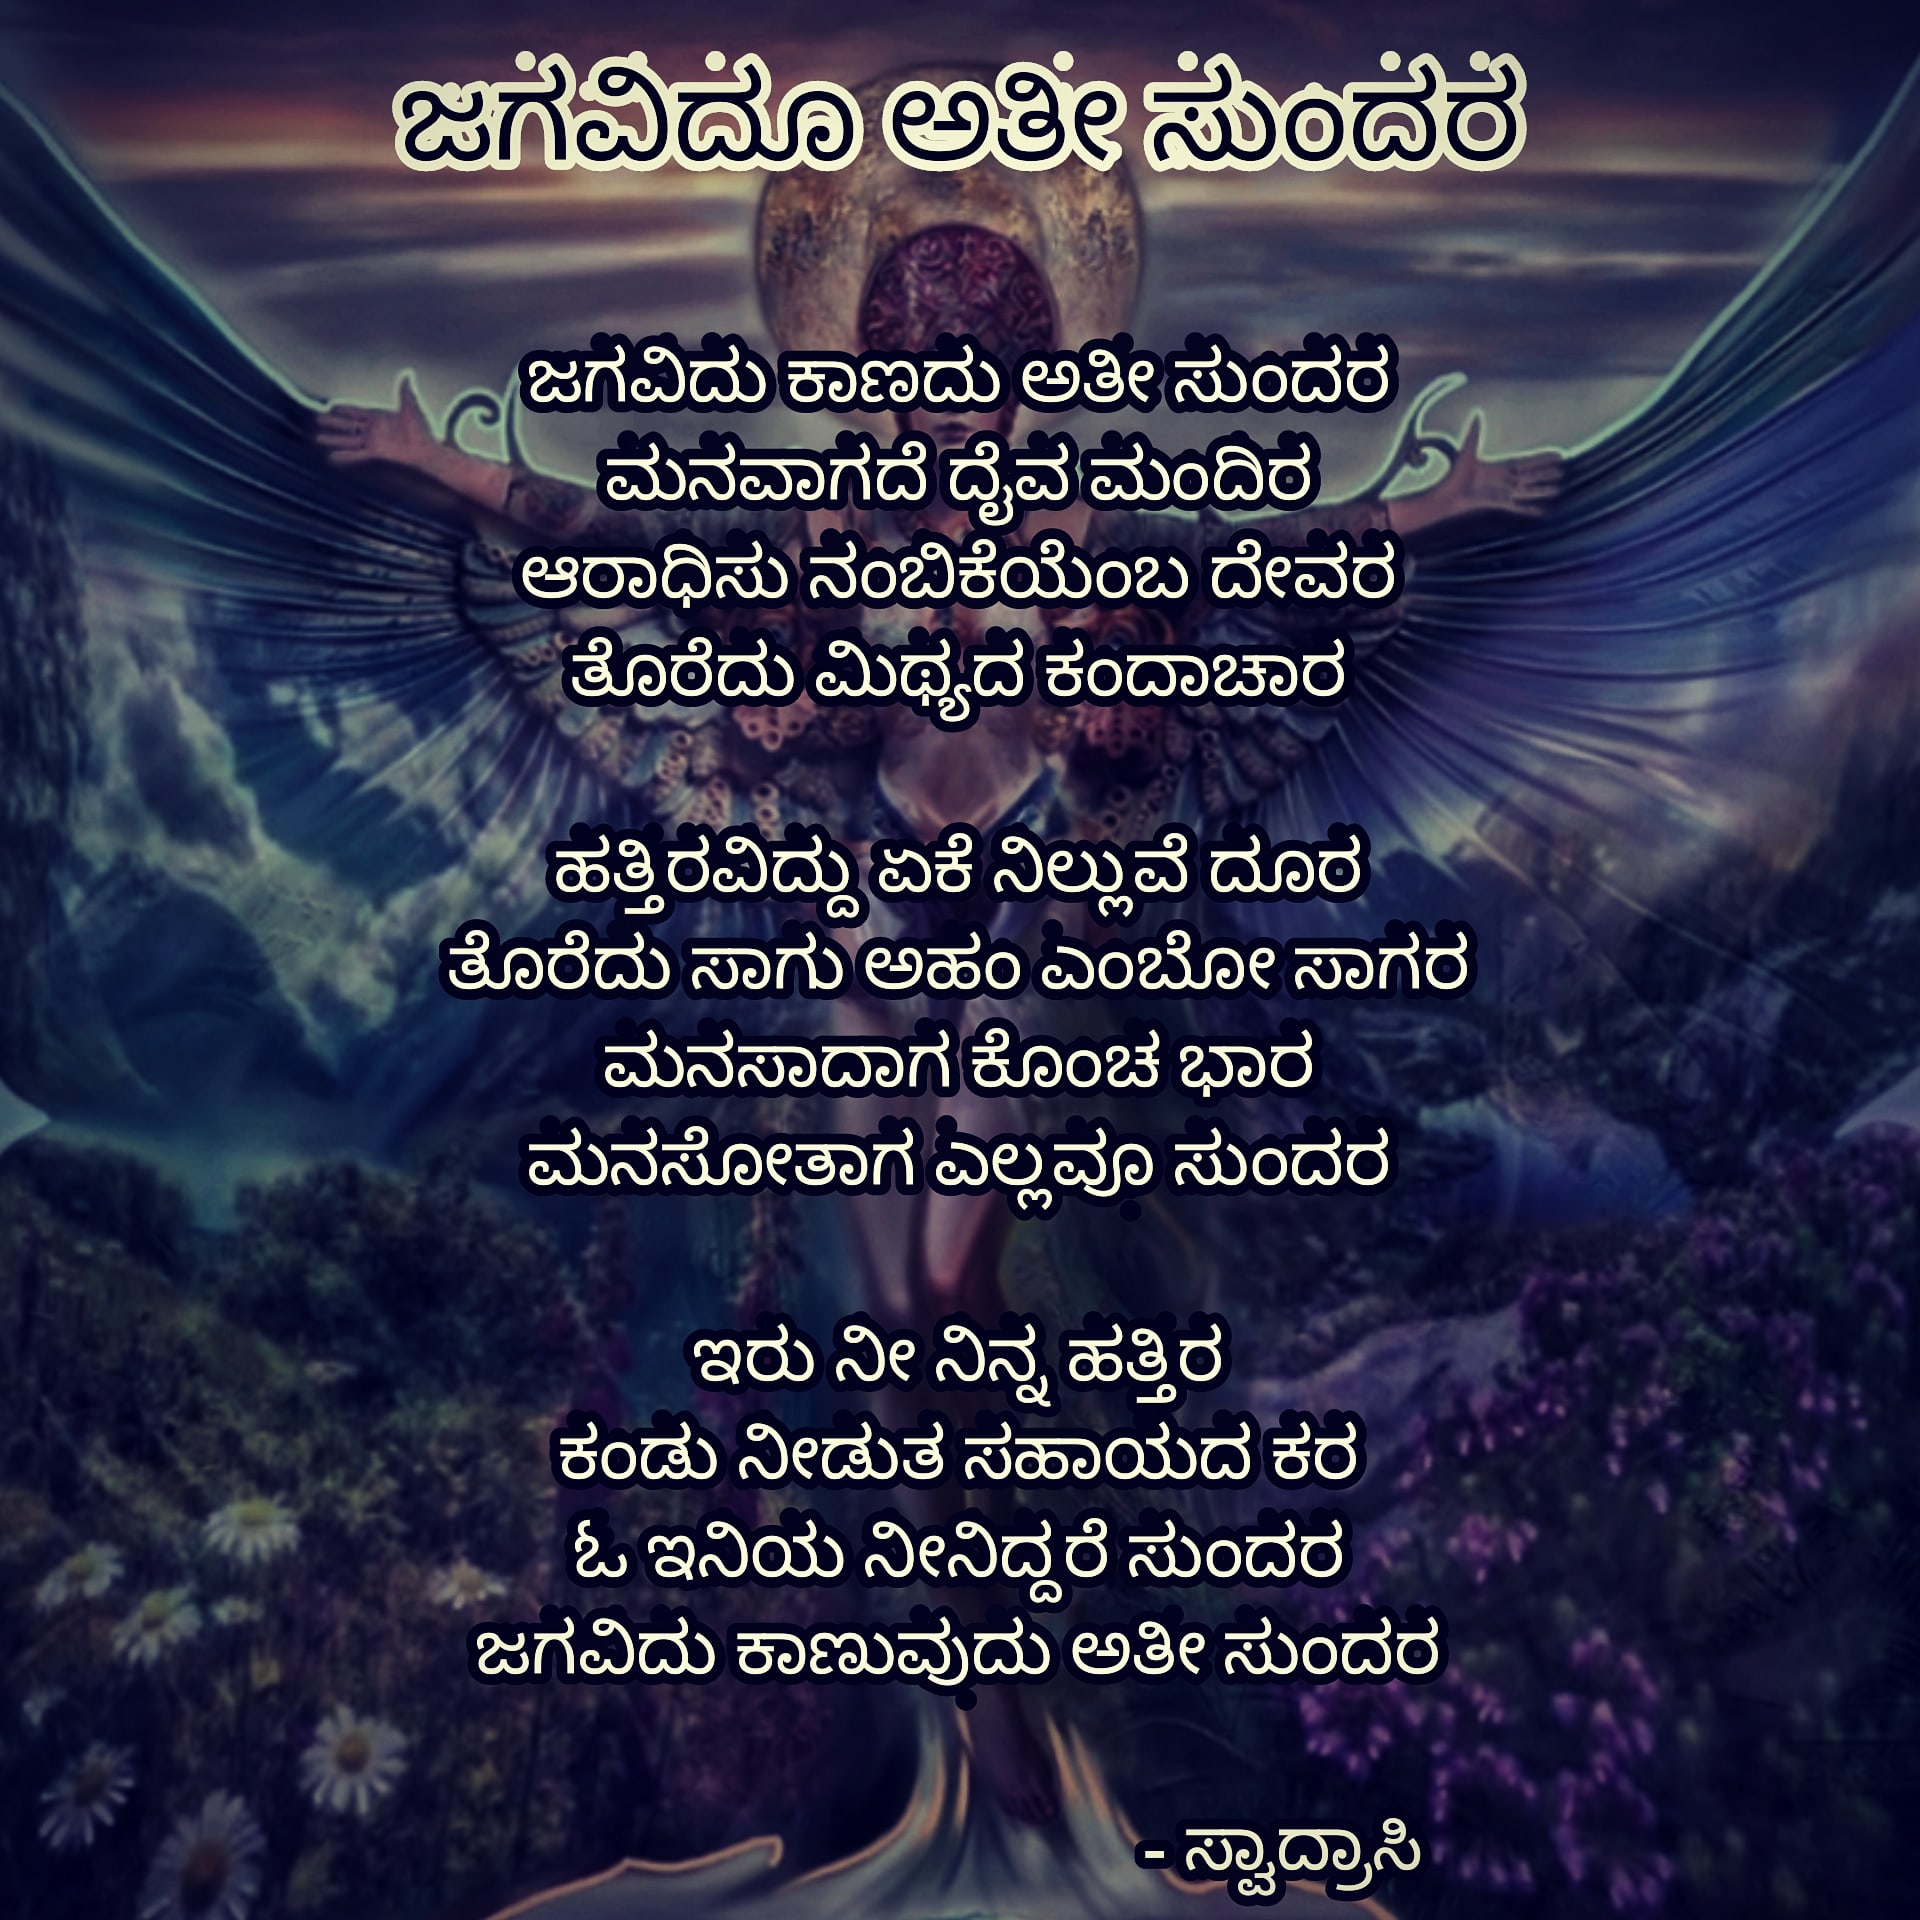 ಜಗವಿದೂ ಅತೀ ಸುಂದರ
ಜಗವಿದು ಕಾಣದು ಅತೀ ಸುಂದರ
ಮನವಾಗದೆ ದೈವ ಮಂದಿರ
ಆರಾಧಿಸು ನಂಬಿಕೆಯೆಂಬ ದೇವರ
ತೊರೆದು ಮಿಥ್ಯದ ಕಂದಾಚಾರ
ಹತ್ತಿರವಿದ್ದು ಏಕೆ ನಿಲ್ಲುವೆ ದೂರ
ತೊರೆದು ಸಾಗು ಅಹಂ ಎಂಬೋ ಸಾಗರ
ಮನಸಾದಾಗ ಕೊಂಚ ಭಾರ
ಮನಸೋತಾಗ ಎಲ್ಲವೂ ಸುಂದರ
ಇರು ನೀ ನಿನ್ನ ಹತ್ತಿರ
ಕಂಡು ನೀಡುತ ಸಹಾಯದ ಕರ
ಓ ಇನಿಯ ನೀನಿದ್ದರೆ ಸುಂದರ
ಜಗವಿದು ಕಾಣುವುದು ಅತೀ ಸುಂದರ
- ಸ್ವಾದ್ರಾಸಿ